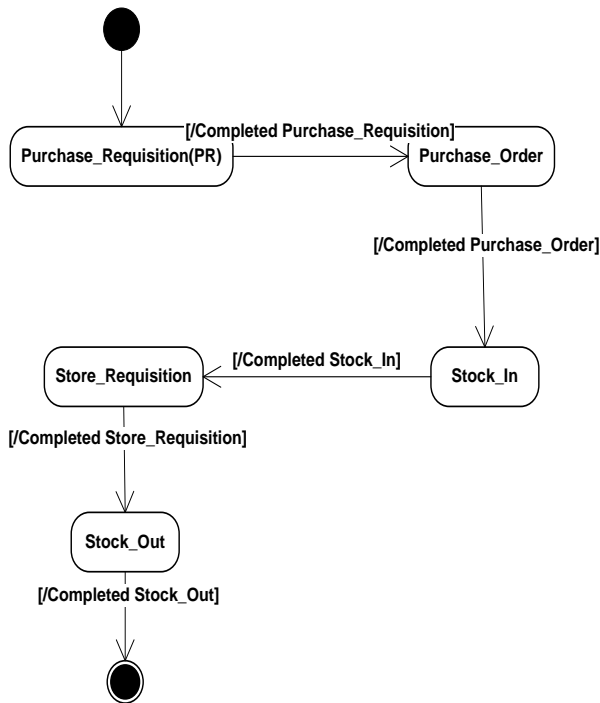 [/Completed Purchase_Requisition]
Purchase_Requisition(PR)
Purchase_Order
[/Completed Purchase_Order]
[/Completed Stock_In]
Store_Requisition
Stock_In
[/Completed Store_Requisition]
Stock_Out
[/Completed Stock_Out]